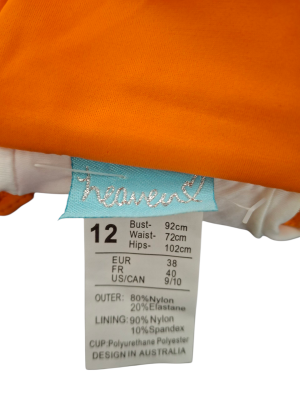 heaven
12
Bust- 92cm
Waist- 72cm
Hips- 102cm
EUR 38
FR 40
US/CAN 9/10
OUTER: 80%Nylon
20%Elastane
LINING: 90%Nylon
10%Spandex
CUP:Polyurethane Polyester
DESIGN IN AUSTRALIA